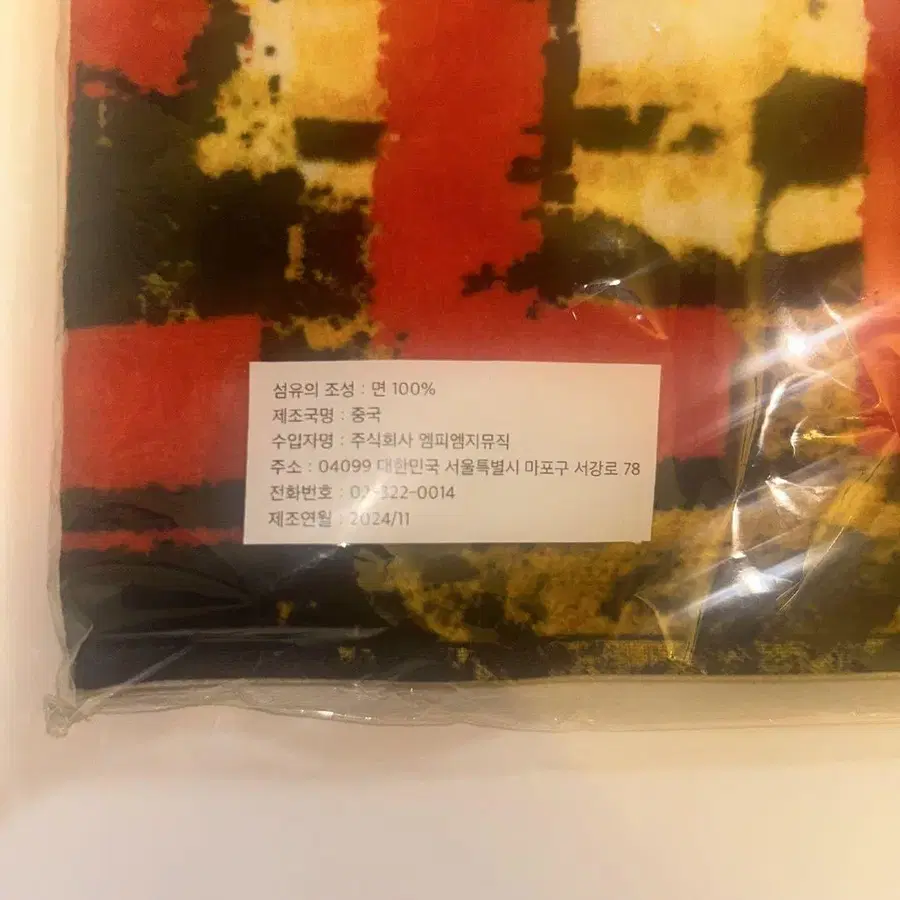 섬유의 조성 : 면 100%
제조국명 : 중국
수입자명 : 주식회사 엠피엠지뮤직
주소 : 04099 대한민국 서울특별시 마포구 서강로 78
전화번호 : 02-322-0014
제조연월 : 2024/11